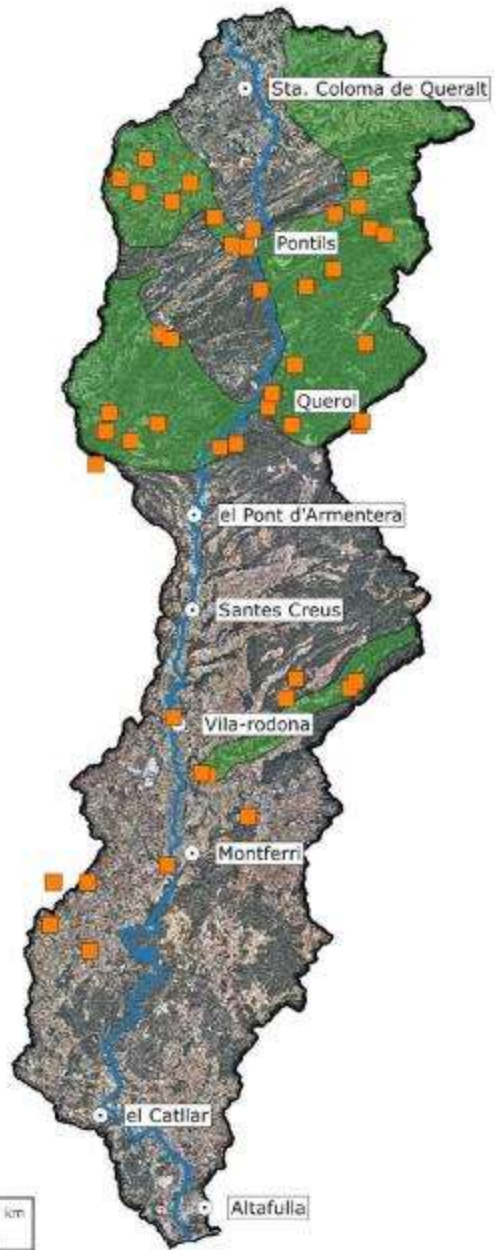 Sta. Coloma de Queralt
Pontils
Querol
el Pont d'Armentera
Santes Creus
Vila-rodona
Montferri
el Catllar
km
Altafulla